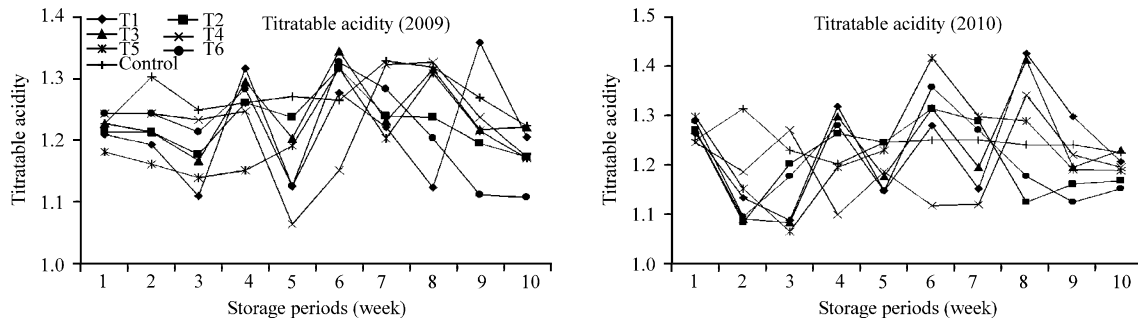 Titratable acidity (2009)
T1 T2
T3 T4
T5 T6
Control
Titratable acidity
1.4
1.3
1.2
1.1
1.0
1 2 3 4 5 6 7 8 9 10
Storage periods (week)
Titratable acidity (2010)
Titratable acidity
1.5
1.4
1.3
1.2
1.1
1.0
1 2 3 4 5 6 7 8 9 10
Storage periods (week)